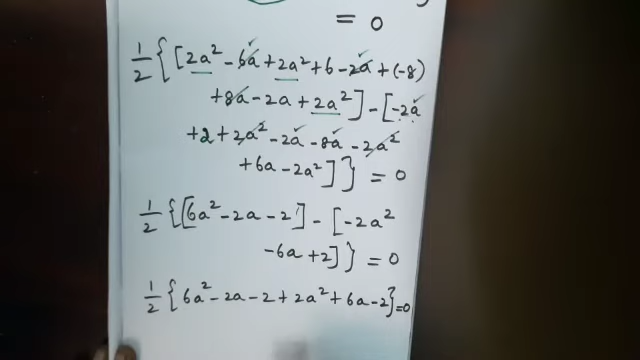 = 0
1/2 { [2a² - 6a + 2a² + 6 - 2a + (-8)
+ 8a - 2a + 2a² ] - [-2a
+ 2 + 2a² - 2a - 8a - 2a²
+ 6a - 2a² ] } = 0
1/2 { [6a² - 2a - 2] - [-2a²
- 6a + 2] } = 0
1/2 { 6a² - 2a - 2 + 2a² + 6a - 2 } = 0